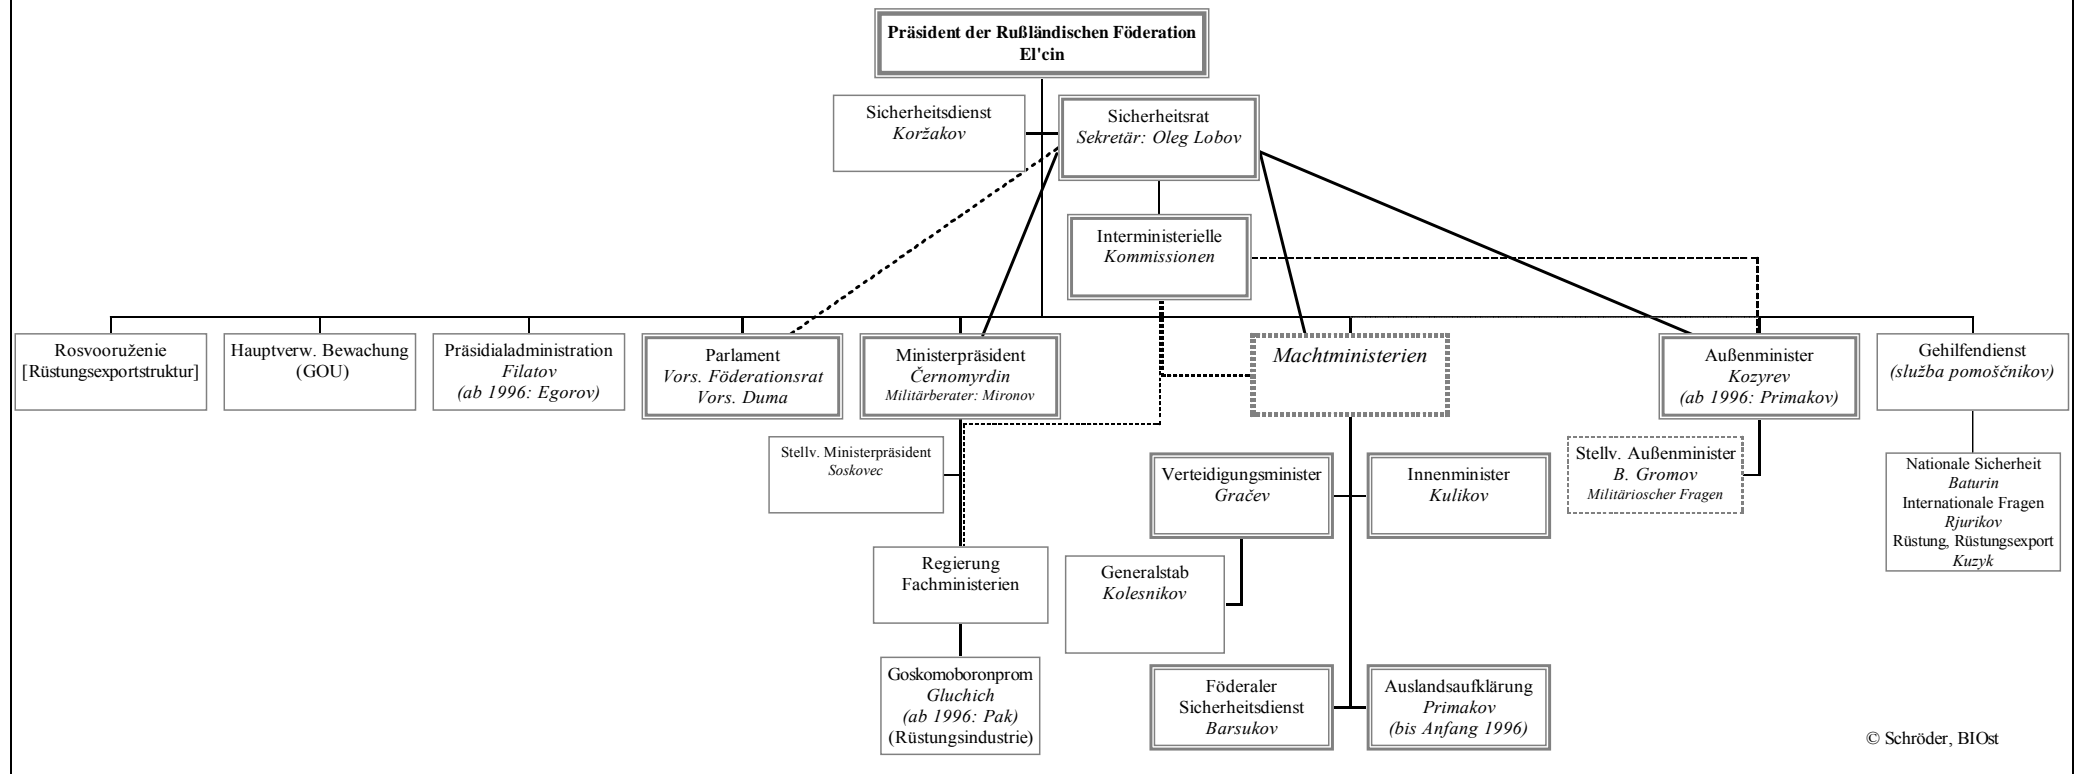 Präsident der Rußländischen Föderation
El'cin
Sicherheitsdienst
Koržakov
Sicherheitsrat
Sekretär: Oleg Lobov
Interministerielle
Kommissionen
Rosvooruženie
[Rüstungsexportstruktur]
Hauptverw. Bewachung
(GOU)
Präsidialadministration
Filatov
(ab 1996: Egorov)
Parlament
Vors. Föderationsrat
Vors. Duma
Ministerpräsident
Černomyrdin
Militärberater: Mironov
Machtministerien
Außenminister
Kozyrev
(ab 1996: Primakov)
Gehilfendienst
(služba pomoščnikov)
Stellv. Ministerpräsident
Soskovec
Verteidigungsminister
Gračev
Innenminister
Kulikov
Stellv. Außenminister
B. Gromov
Militärioscher Fragen
Nationale Sicherheit
Baturin
Internationale Fragen
Rjurikov
Rüstung, Rüstungsexport
Kuzyk
Regierung
Fachministerien
Generalstab
Kolesnikov
Goskomoboronprom
Gluchich
(ab 1996: Pak)
(Rüstungsindustrie)
Föderaler
Sicherheitsdienst
Barsukov
Auslandsaufklärung
Primakov
(bis Anfang 1996)
© Schröder, BIOst